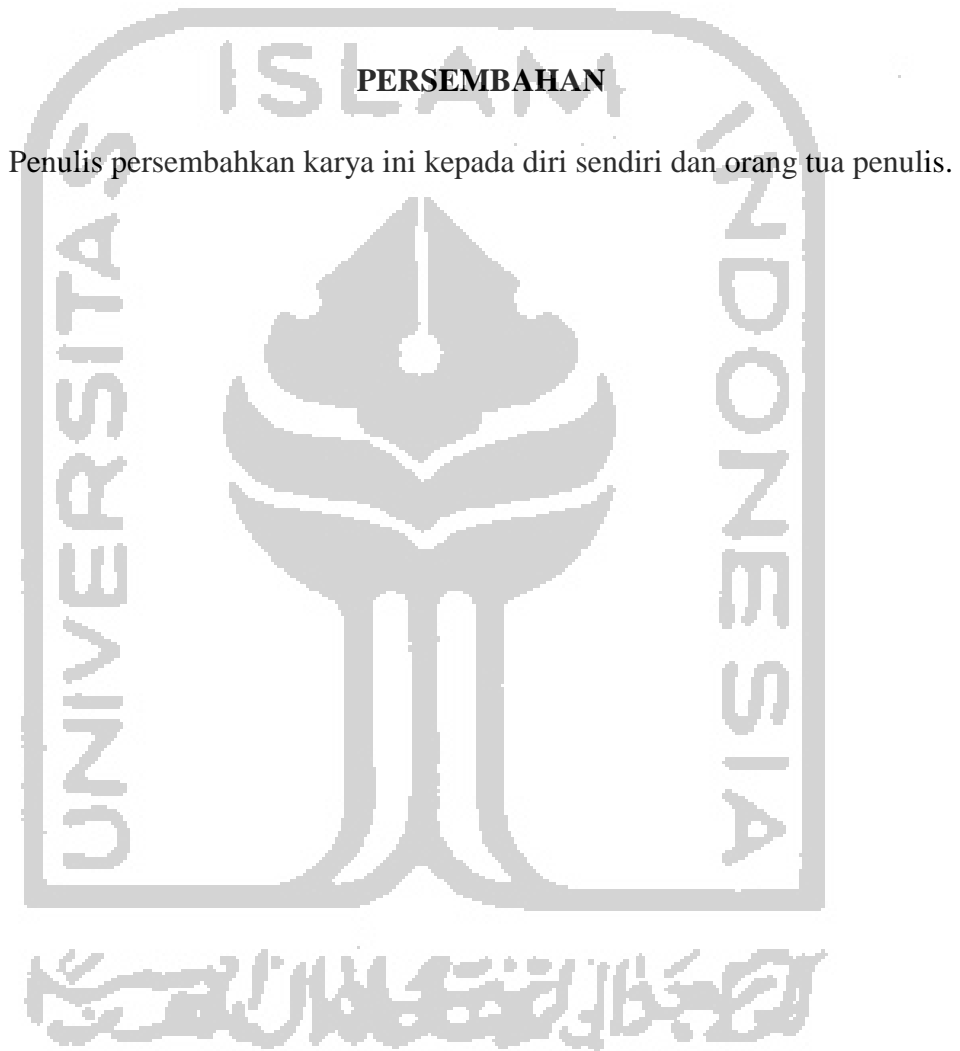 PERSEMBAHAN
Penulis persembahkan karya ini kepada diri sendiri dan orang tua penulis.
UNIVERSITAS
ISLAM
INDONESIA